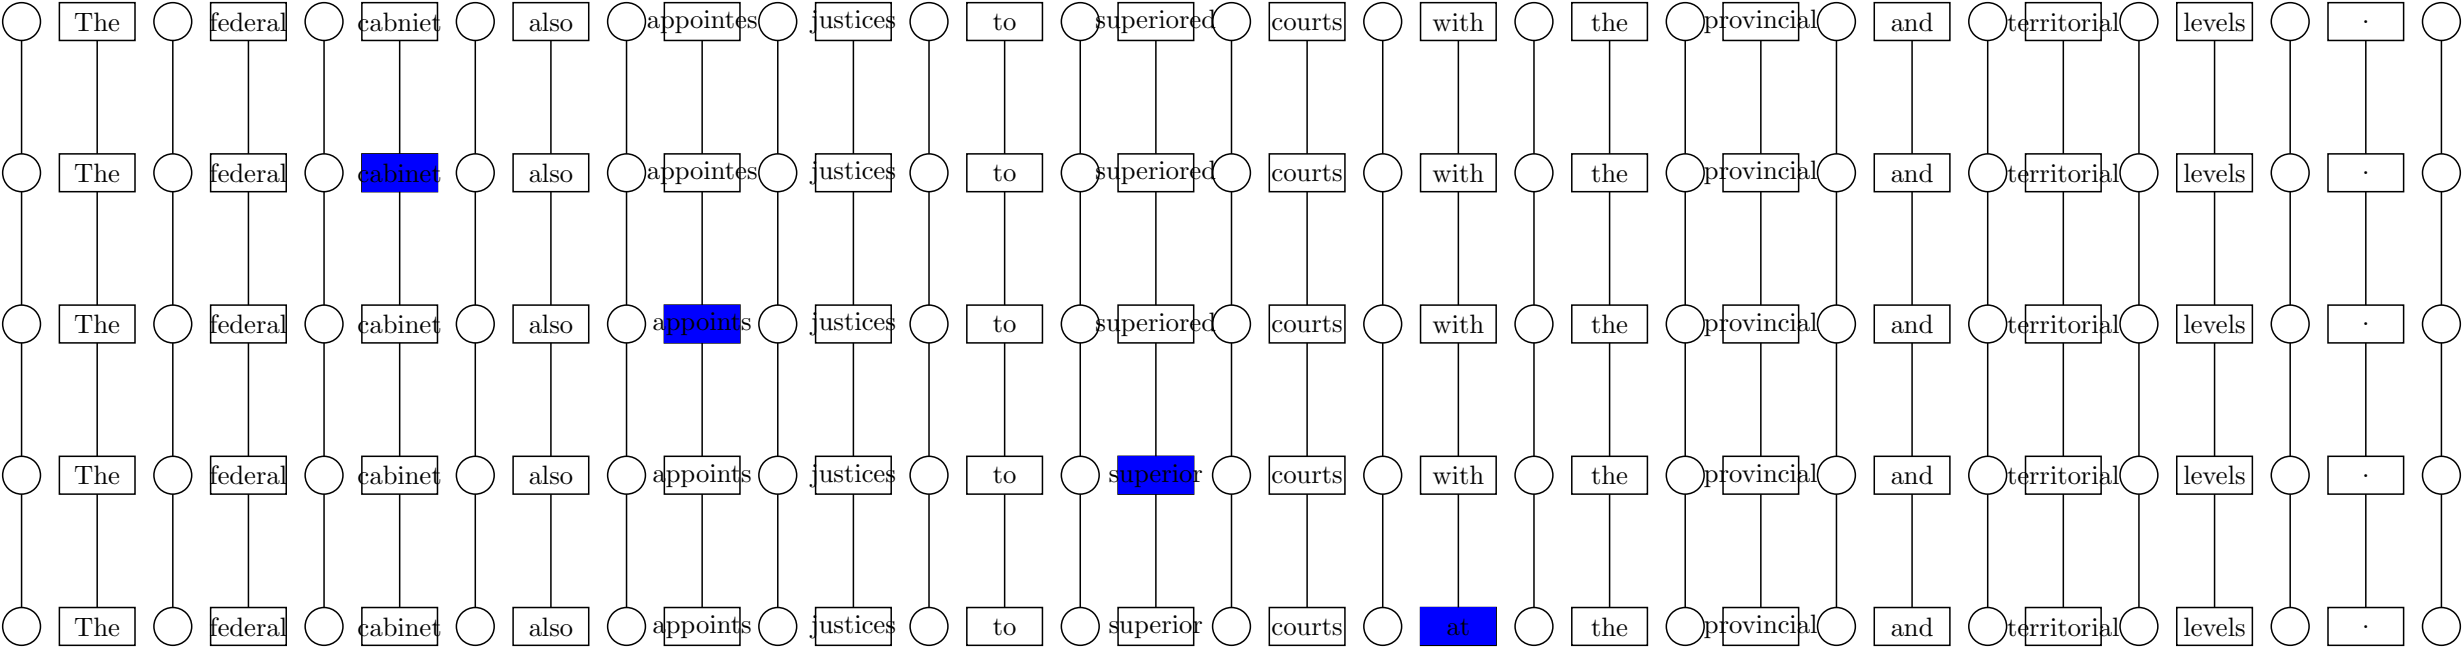 The federal cabniet also appointes justices to superiored courts with the provincial and territorial levels .
The federal cabinet also appointes justices to superiored courts with the provincial and territorial levels .
The federal cabinet also appoints justices to superiored courts with the provincial and territorial levels .
The federal cabinet also appoints justices to superior courts with the provincial and territorial levels .
The federal cabinet also appoints justices to superior courts at the provincial and territorial levels .